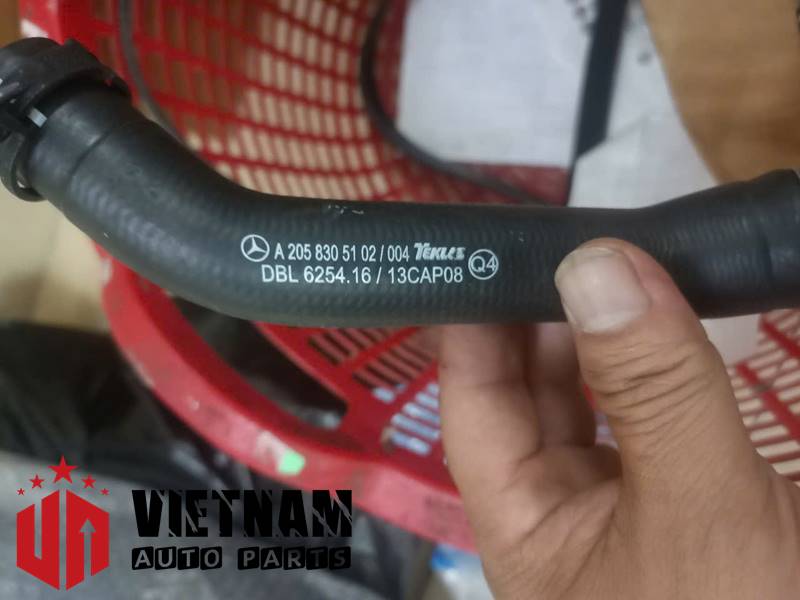 A 205 830 51 02 / 004 TEKLAS
DBL 6254.16 / 13CAP08 Q4
VIETNAM
AUTO PARTS